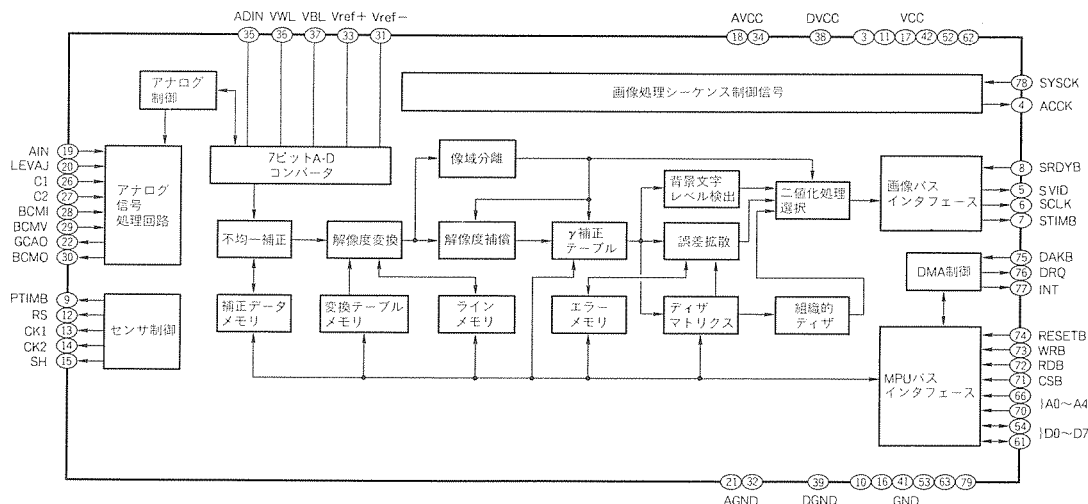 ADIN VWL VBL Vref+ Vref-
35 36 37 33 31
AVCC DVCC VCC
18 34 38 3 11 17 42 52 62
アナログ
制御
画像処理シーケンス制御信号
78 SYSCK
4 ACCK
AIN 19
LEVAJ 20
C1 26
C2 27
BCMI 28
BCMV 29
GCAO 22
BCMO 30
アナログ
信号
処理回路
7ビットA-D
コンバータ
像域分離
背景文字
レベル検出
二値化処理
選択
画像バス
インタフェース
8 SRDYB
5 SVID
6 SCLK
7 STIMB
不均一補正
解像度変換
解像度補償
γ補正
テーブル
誤差拡散
DMA制御
75 DAKB
76 DRQ
77 INT
PTIMB 9
RS 12
CK1 13
CK2 14
SH 15
センサ制御
補正データ
メモリ
変換テーブル
メモリ
ライン
メモリ
エラー
メモリ
ディザ
マトリクス
組織的
ディザ
MPUバス
インタフェース
74 RESETB
73 WRB
72 RDB
71 CSB
66
70 }A0~A4
54
61 }D0~D7
21 32 39 10 16 41 53 63 79
AGND DGND GND